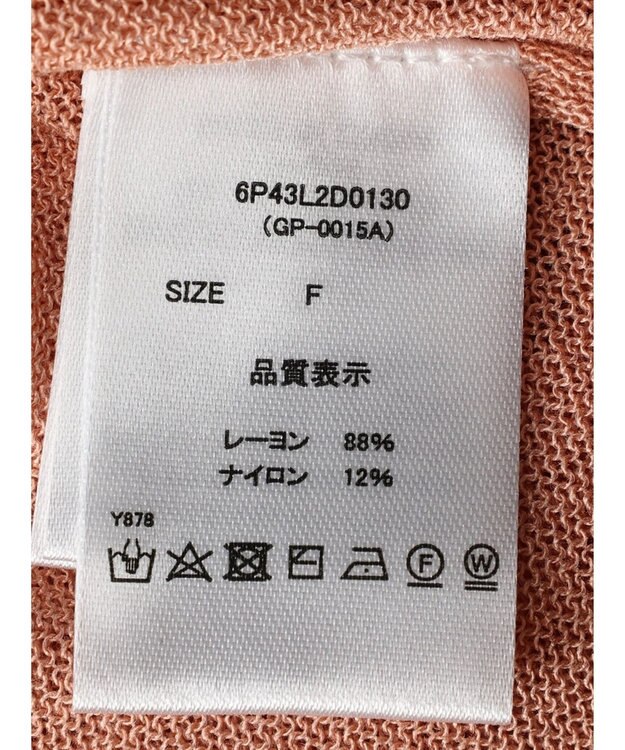 6P43L2D0130
(GP-0015A)
SIZE F
品質表示
レーヨン 88%
ナイロン 12%
Y878
F W